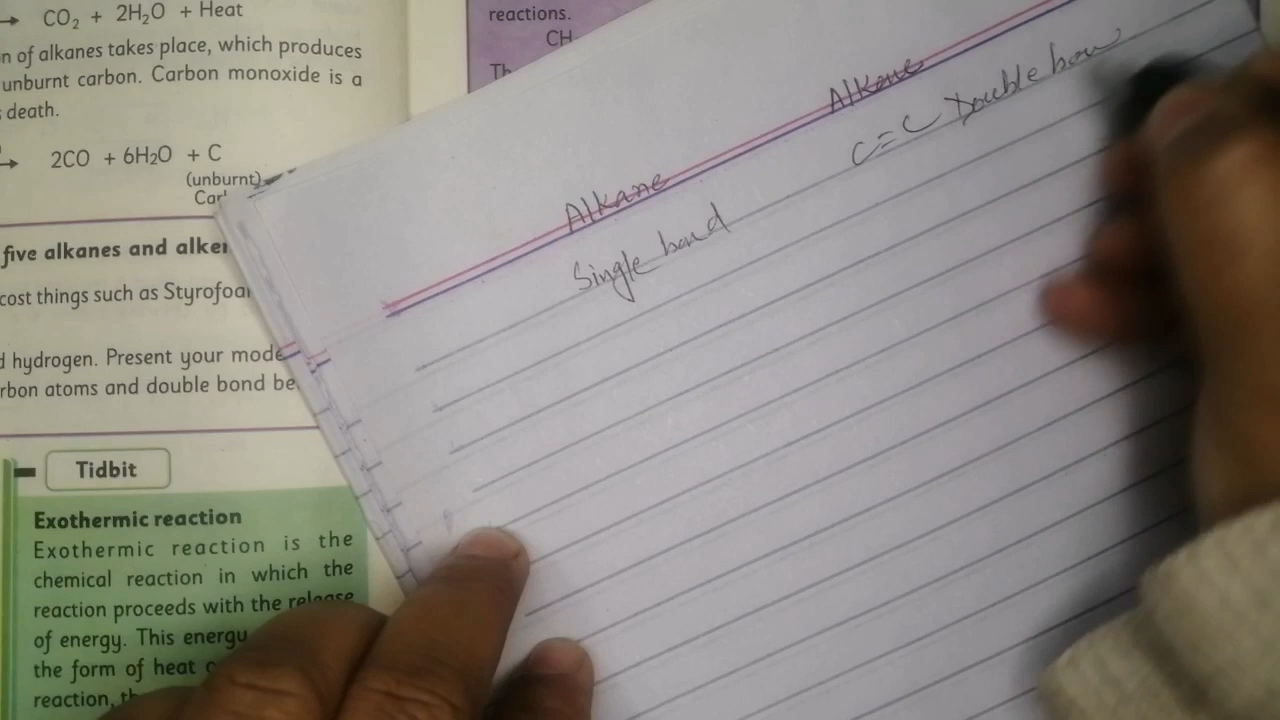 → CO₂ + 2H₂O + Heat
n of alkanes takes place, which produces
unburnt carbon. Carbon monoxide is a
death.
→ 2CO + 6H₂O + C
(unburnt)
five alkanes and
cost things such as
d hydrogen. Present your
rbon atoms and double bond be
Tidbit
Exothermic reaction
Exothermic reaction is the
chemical reaction in which the
reaction proceeds with the release
of energy. This energy
the form of heat
reaction,
reactions.
CH
Th
Alkane
Single bond
Alkene
C=C Double bon